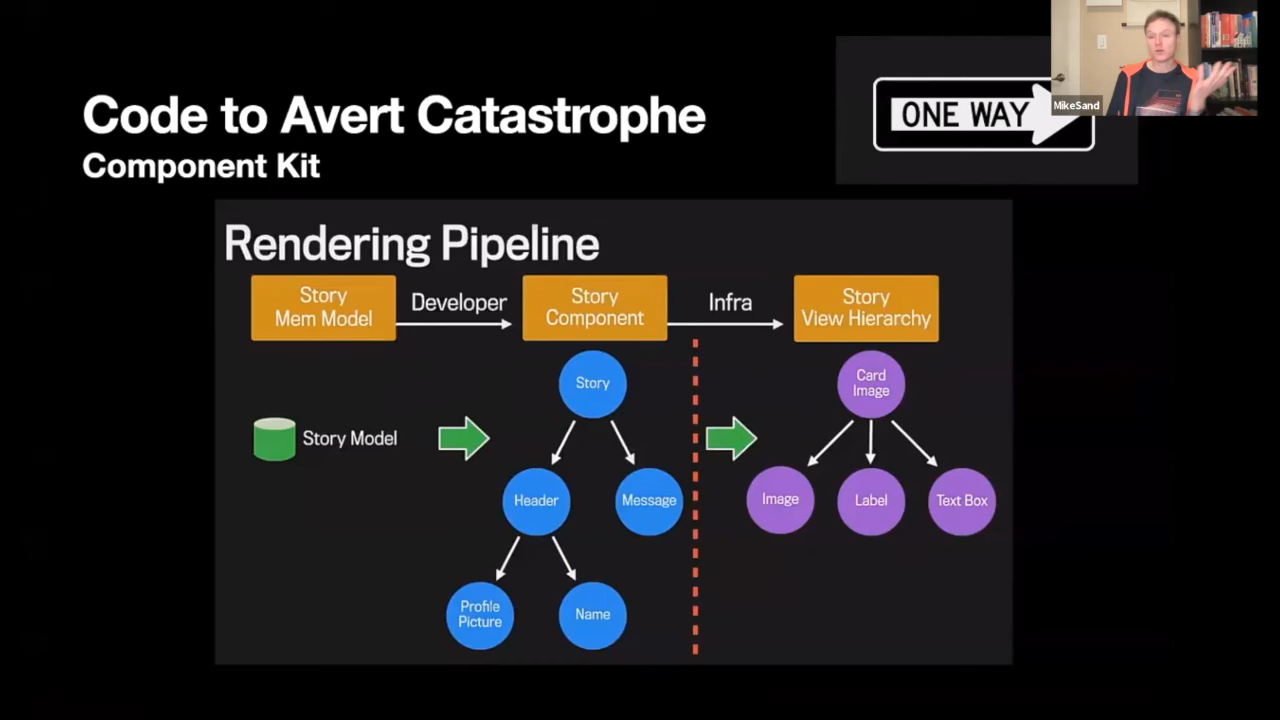 Code to Avert Catastrophe
Component Kit
ONE WAY
MikeSand
Rendering Pipeline
Story
Mem Model
Developer
Story
Component
Infra
Story
View Hierarchy
Story Model
Story
Header
Message
Profile
Picture
Name
Card
Image
Image
Label
Text Box